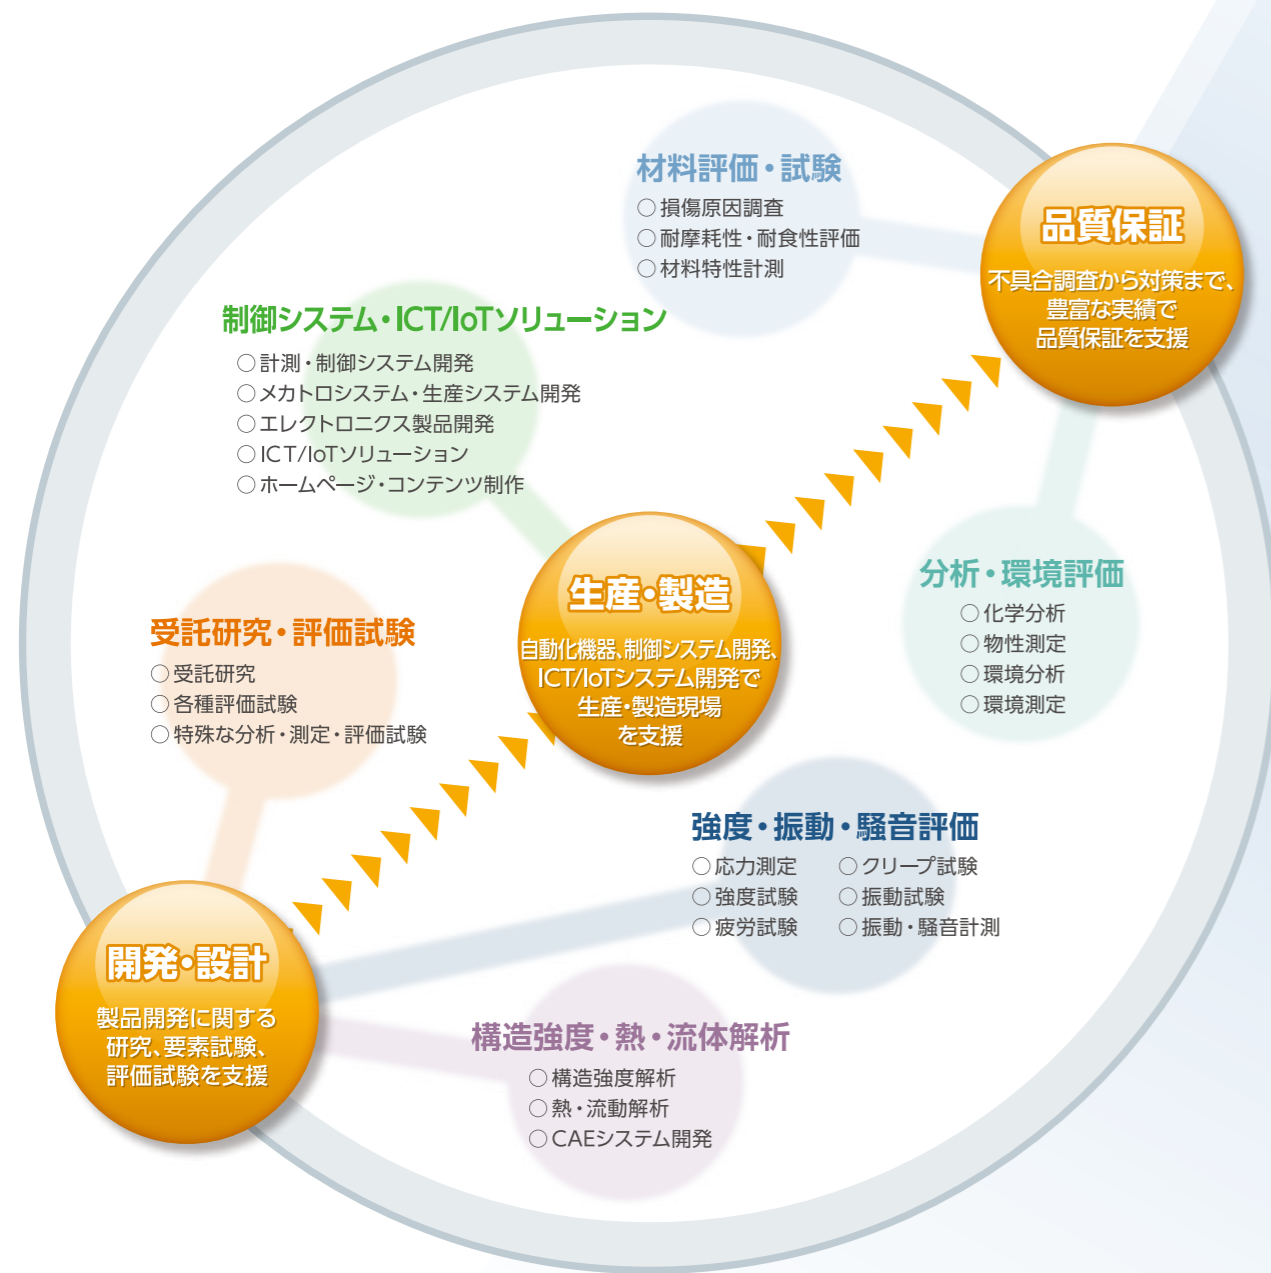 材料評価・試験
○損傷原因調査
○耐摩耗性・耐食性評価
○材料特性計測
品質保証
不具合調査から対策まで、
豊富な実績で
品質保証を支援
制御システム・ICT/IoTソリューション
○計測・制御システム開発
○メカトロシステム・生産システム開発
○エレクトロニクス製品開発
○ICT/IoTソリューション
○ホームページ・コンテンツ制作
生産・製造
自動化機器、制御システム開発、
ICT/IoTシステム開発で
生産・製造現場
を支援
分析・環境評価
○化学分析
○物性測定
○環境分析
○環境測定
受託研究・評価試験
○受託研究
○各種評価試験
○特殊な分析・測定・評価試験
強度・振動・騒音評価
○応力測定 ○クリープ試験
○強度試験 ○振動試験
○疲労試験 ○振動・騒音計測
開発・設計
製品開発に関する
研究、要素試験、
評価試験を支援
構造強度・熱・流体解析
○構造強度解析
○熱・流動解析
○CAEシステム開発